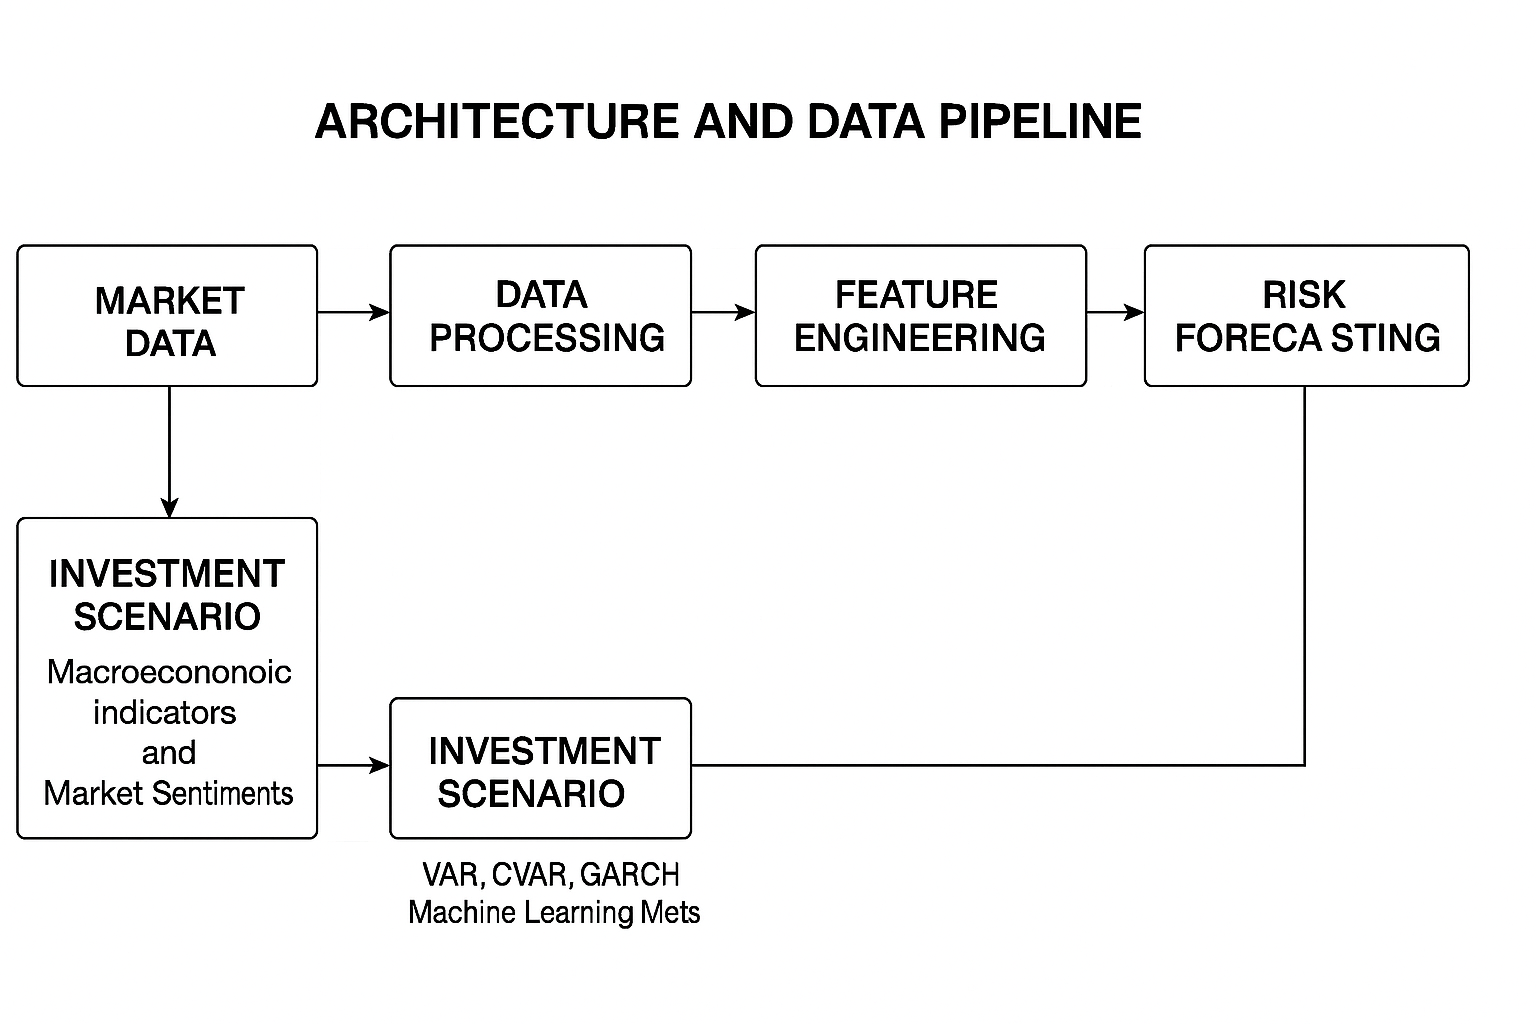 ARCHITECTURE AND DATA PIPELINE
MARKET
DATA
DATA
PROCESSING
FEATURE
ENGINEERING
RISK
FORECA STING
INVESTMENT
SCENARIO
Macroecononoic
indicators
and
Market Sentiments
INVESTMENT
SCENARIO
VAR, CVAR, GARCH
Machine Learning Mets